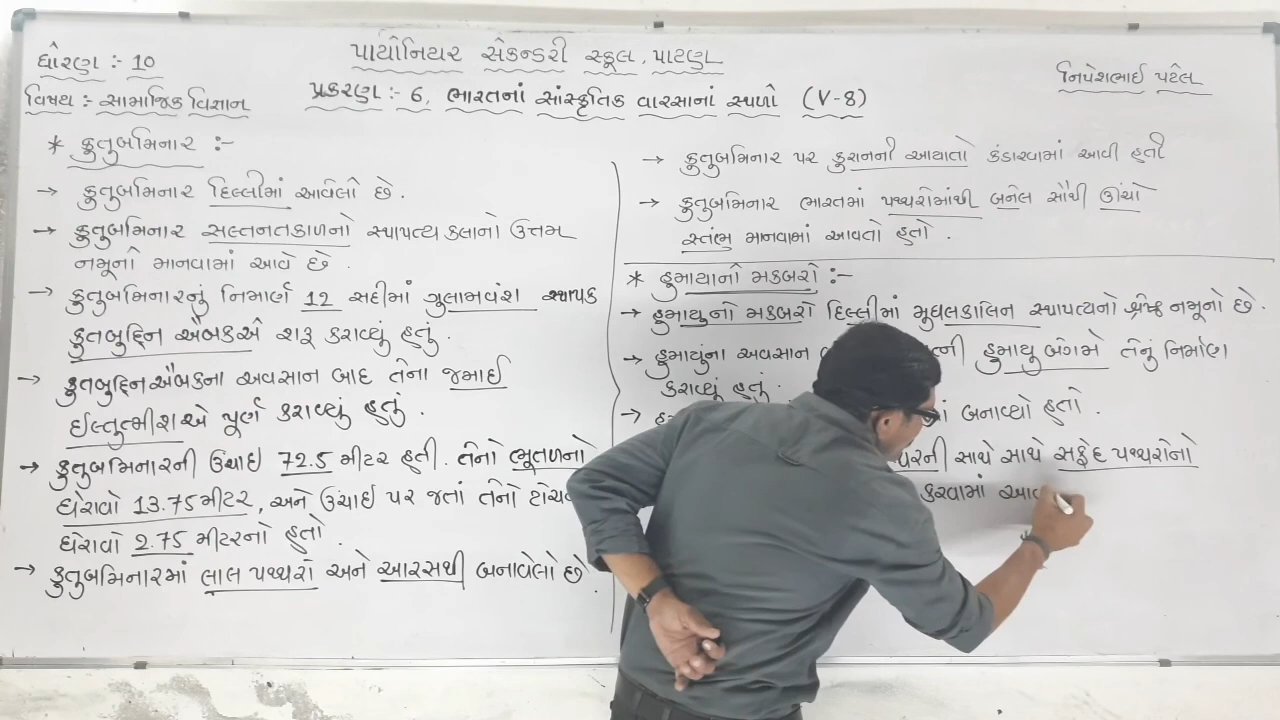 ધોરણ :- 10
પાયોનિયર સેકન્ડરી સ્કૂલ, પાટણ
નિપેશભાઈ પટેલ
વિષય :- સામાજિક વિજ્ઞાન
પ્રકરણ :- 6, ભારતનાં સાંસ્કૃતિક વારસાનાં સ્થળો (V-8)
* કુતુબમિનાર :-
→ કુતુબમિનાર દિલ્લીમાં આવેલો છે.
→ કુતુબમિનાર સલ્તનતકાળનો સ્થાપત્ય કલાનો ઉત્તમ
નમૂનો માનવામાં આવે છે.
→ કુતુબમિનારનું નિમાર્ણ 12 સદીમાં ગુલામવંશ સ્થાપક
કુતબુદ્દિન ઐબકએ શરૂ કરાવ્યું હતું.
→ કુતબુદ્દિન ઐબકના અવસાન બાદ તેના જમાઈ
ઈલ્તુત્મીશએ પૂર્ણ કરાવ્યું હતું.
→ કુતુબમિનારની ઉંચાઈ 72.5 મીટર હતી. તેનો ભૂતળનો
ઘેરાવો 13.75 મીટર, અને ઉંચાઈ પર જતાં તેનો
ઘેરાવો 2.75 મીટરનો હતો.
→ કુતુબમિનારમાં લાલ પથ્થરો અને આરસથી બનાવેલો છે.
→ કુતુબમિનાર પર કુરાનની આયાતો કંડારવામાં આવી હતી
→ કુતુબમિનાર ભારતમાં પથ્થરોમાંથી બનેલ સૌથી ઊંચો
સ્તંભ માનવામાં આવતો હતો.
* હુમાયાનો મકબરો :-
→ હુમાયુનો મકબરો દિલ્લીમાં મુઘલકાલિન સ્થાપત્યનો શ્રેષ્ઠ નમૂનો છે.
→ હુમાયુંના અવસાન હુમાયુ બેગમે તેનું નિર્માણ
કરાવ્યું હતું.
→ બનાવ્યો હતો.
સાથે સાથે સફેદ પથ્થરોનો
કરવામાં